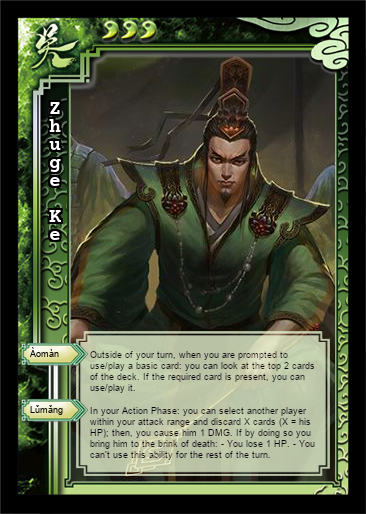 吴
Zhuge Ke
Àomàn
Outside of your turn, when you are prompted to
use/play a basic card: you can look at the top 2 cards
of the deck. If the required card is present, you can
use/play it.
Lǔmǎng
In your Action Phase: you can select another player
within your attack range and discard X cards (X = his
HP); then, you cause him 1 DMG. If by doing so you
bring him to the brink of death: - You lose 1 HP. - You
can't use this ability for the rest of the turn.